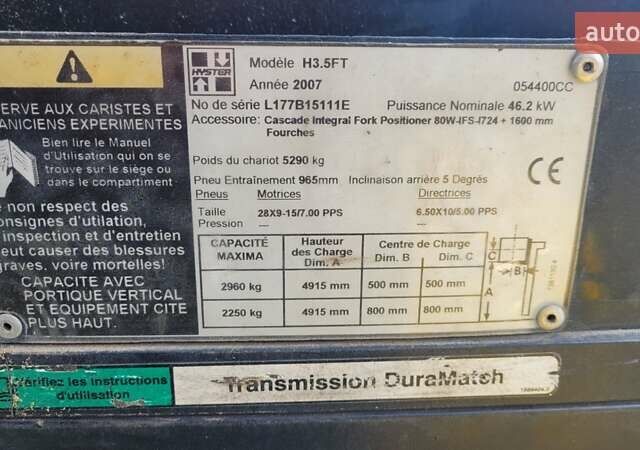 auto
HYSTER
Modèle H3.5FT
Année 2007
054400CC
No de série L177B15111E Puissance Nominale 46.2 kW
Accessoire: Cascade Integral Fork Positioner 80W-IFS-I724 + 1600 mm
Fourches
Poids du chariot 5290 kg
Pneu Entraînement 965mm Inclinaison arrière 5 Degrés
Pneus Motrices Directrices
Taille 28X9-15/7.00 PPS 6.50X10/5.00 PPS
Pression --- ---
CAPACITÉ MAXIMA Hauteur des Charge Dim. A Centre de Charge Dim. B Dim. C
2960 kg 4915 mm 500 mm 500 mm
2250 kg 4915 mm 800 mm 800 mm
C
B
A
CE
ERVE AUX CARISTES ET
ANICIENS EXPERIMENTES
Bien lire le Manuel
d'Utilisation qui on se
trouve sur le siége ou
dans le compartiment
e non respect des
onsignes d'utilation,
inspection et d'entretien
eut causer des blessures
graves, voire mortelles!
CAPACITE AVEC
PORTIQUE VERTICAL
ET EQUIPEMENT CITE
PLUS HAUT.
érifiez les instructions
d'utilisation
Transmission DuraMatch